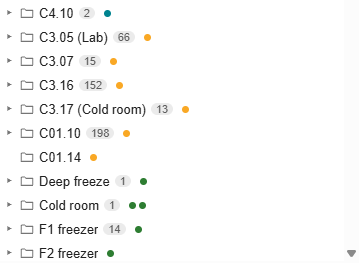 C4.10 2
C3.05 (Lab) 66
C3.07 15
C3.16 152
C3.17 (Cold room) 13
C01.10 198
C01.14
Deep freeze 1
Cold room 1
F1 freezer 14
F2 freezer